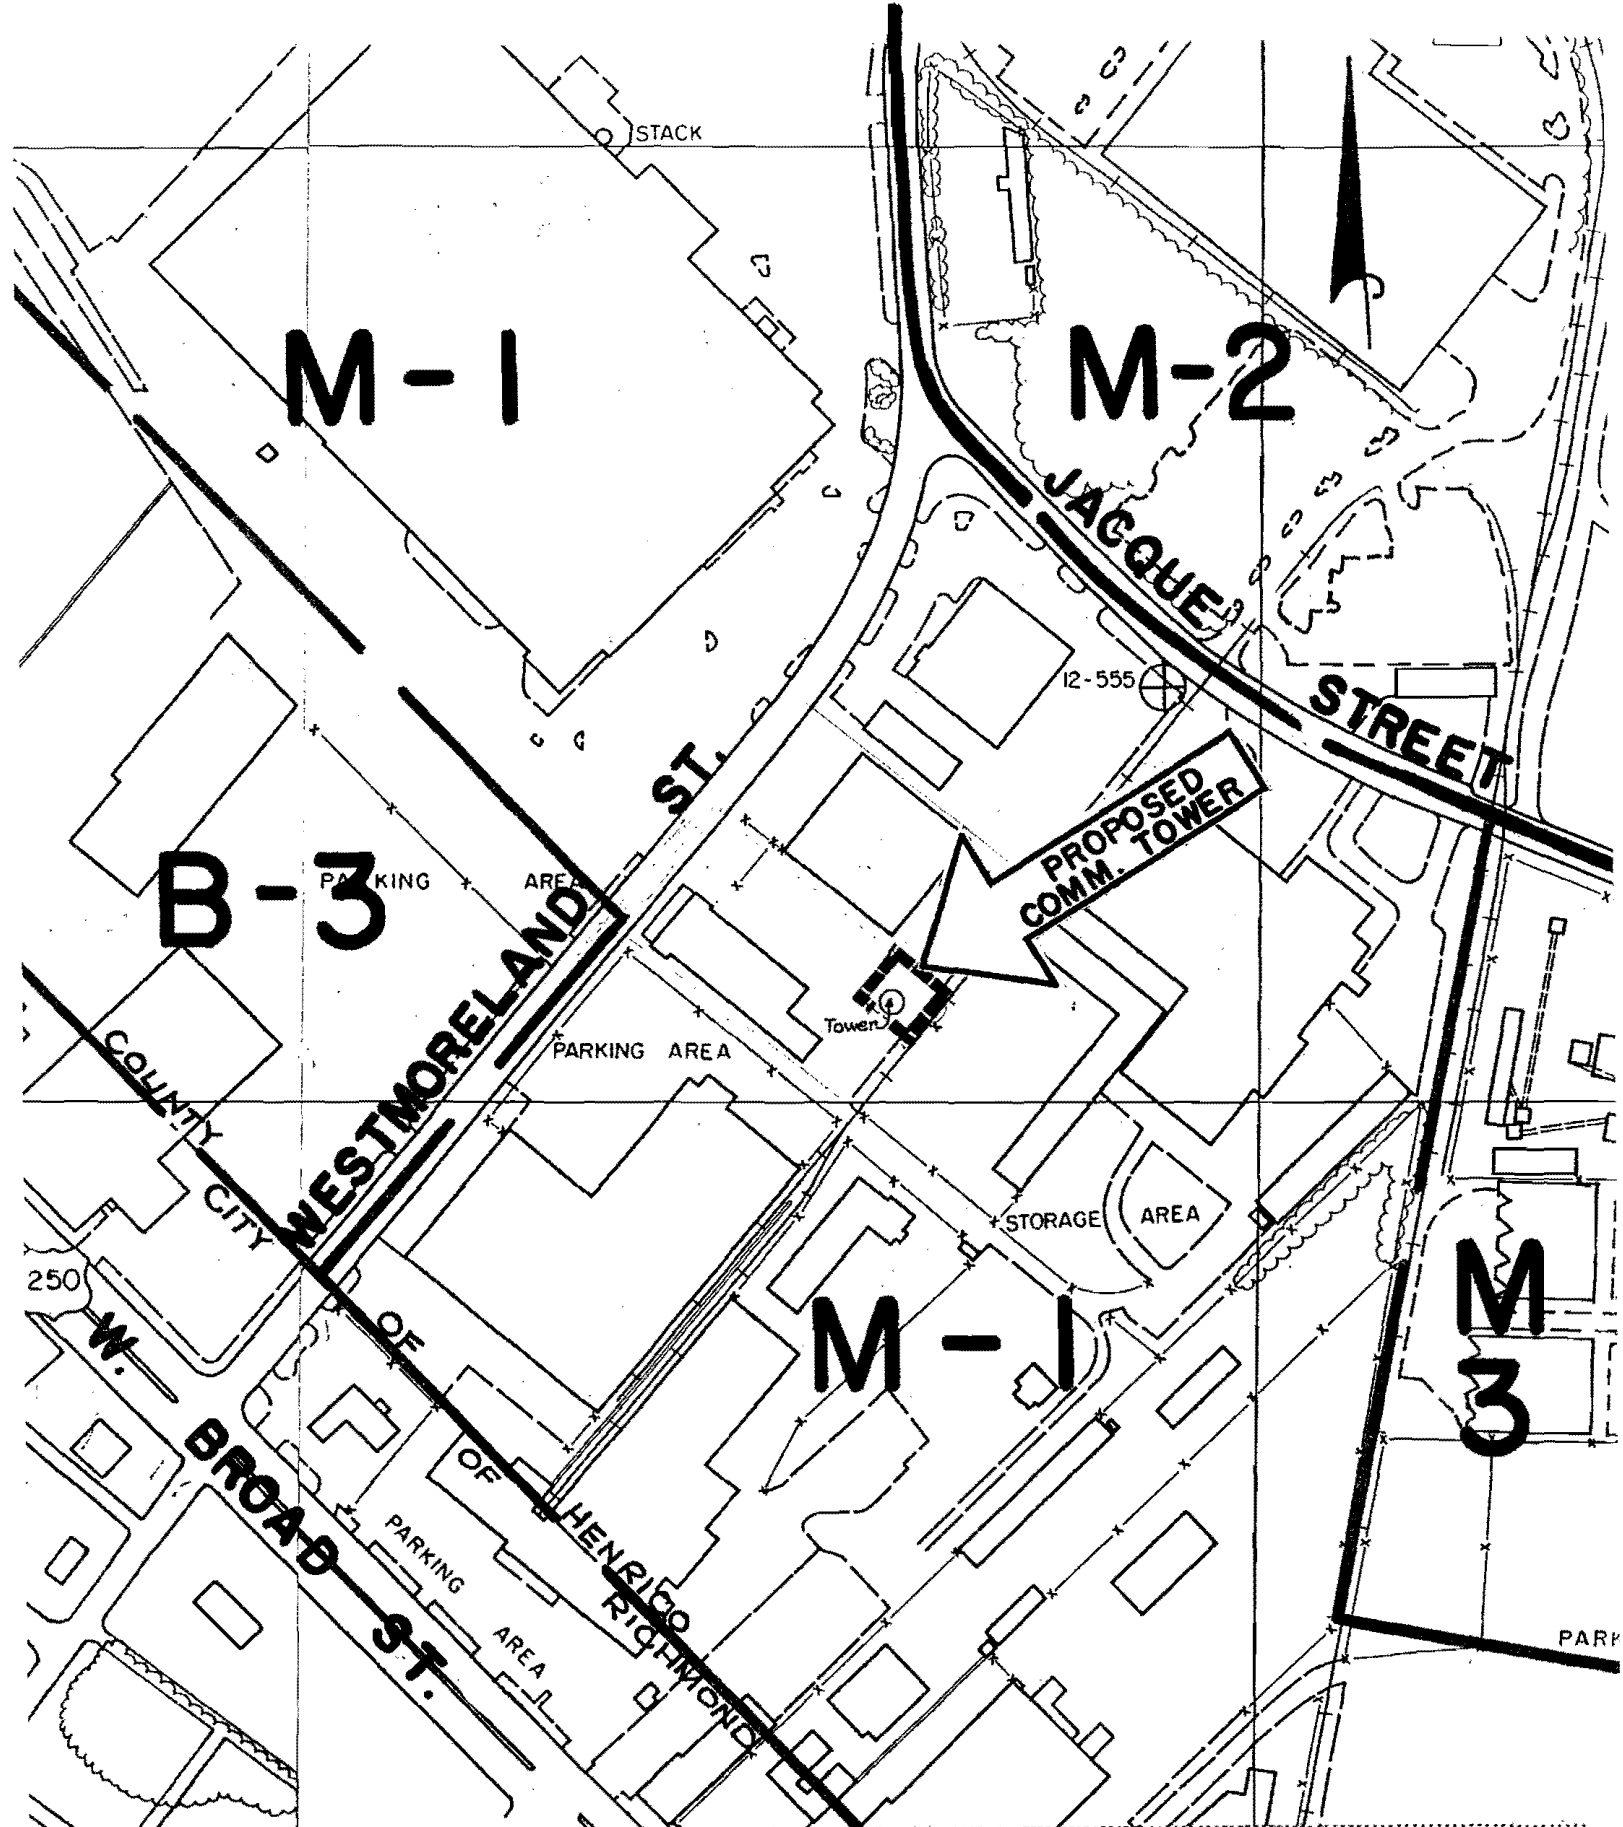 STACK
M-1
M-2
JACQUE
STREET
12-555
ST.
WESTMORELAND
PROPOSED
COMM. TOWER
B-3
PARKING AREA
Tower
PARKING AREA
COUNTY
CITY
STORAGE AREA
250
OF
OF
M-1
M
3
W.
BROAD ST.
PARKING
AREA
HENRICO
RICHMOND
PARK